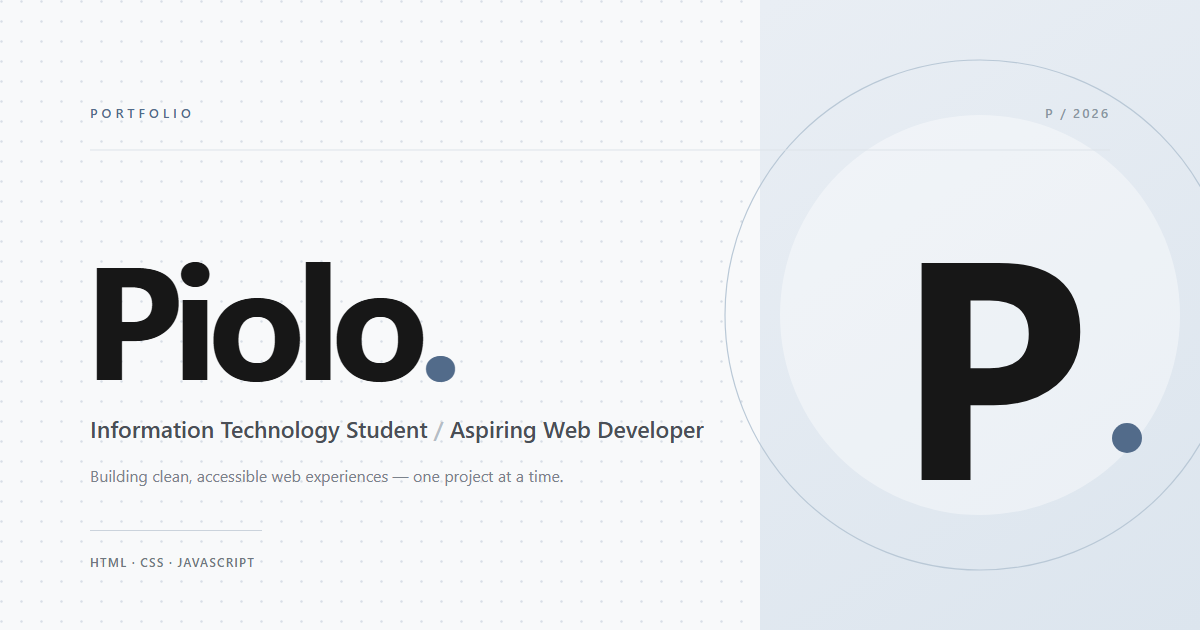 PORTFOLIO
P / 2026
Piolo.
P.
Information Technology Student / Aspiring Web Developer
Building clean, accessible web experiences — one project at a time.
HTML · CSS · JAVASCRIPT